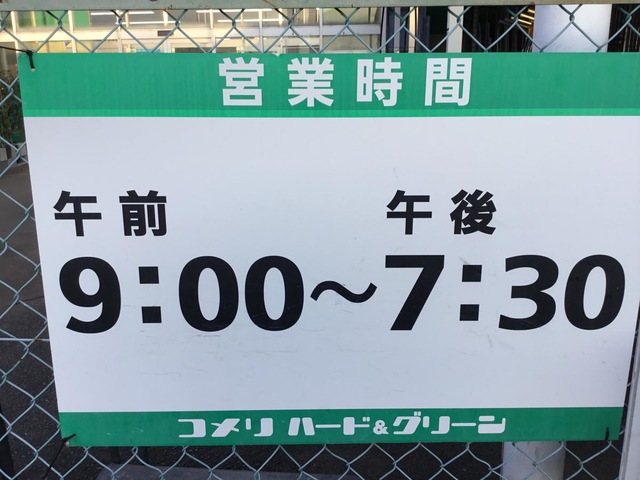 営業時間
午前 午後
9:00～7:30
コメリ ハード&グリーン